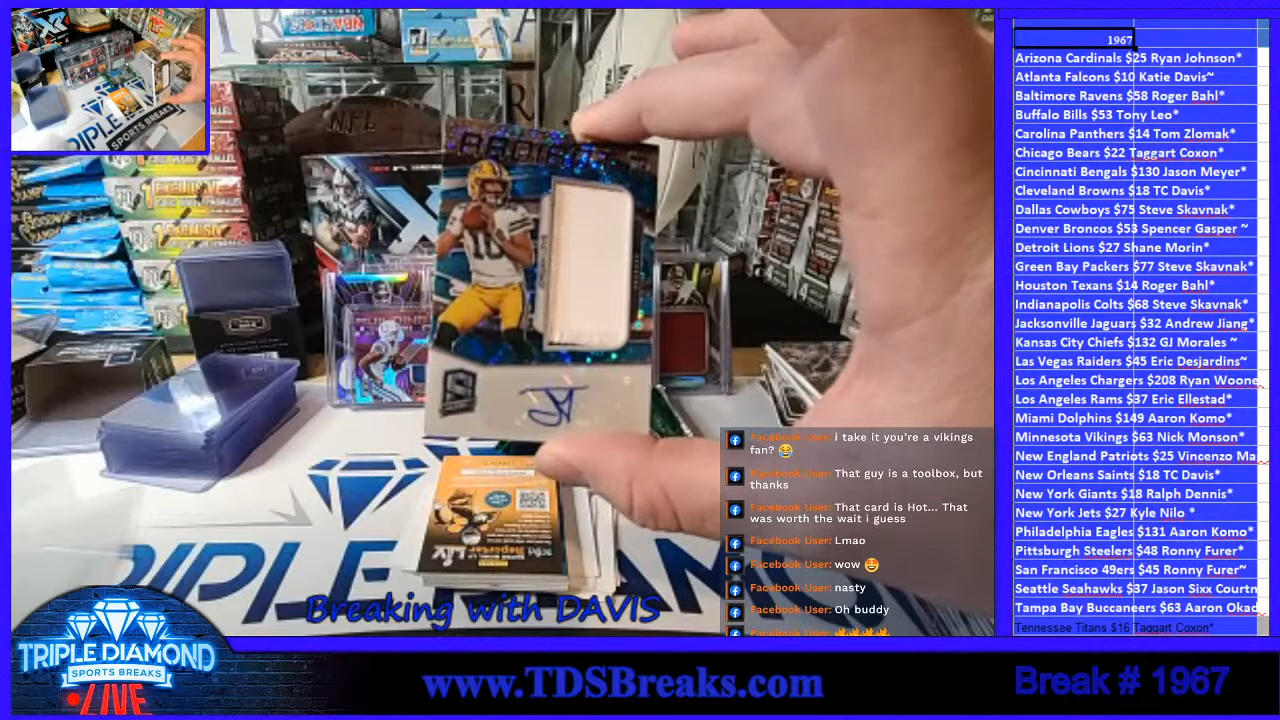 1967
Arizona Cardinals $25 Ryan Johnson*
Atlanta Falcons $10 Katie Davis~
Baltimore Ravens $58 Roger Bahl*
Buffalo Bills $53 Tony Leo*
Carolina Panthers $14 Tom Zlomak*
Chicago Bears $22 Taggart Coxon*
Cincinnati Bengals $130 Jason Meyer*
Cleveland Browns $18 TC Davis*
Dallas Cowboys $75 Steve Skavnak*
Denver Broncos $53 Spencer Gasper ~
Detroit Lions $27 Shane Morin*
Green Bay Packers $77 Steve Skavnak*
Houston Texans $14 Roger Bahl*
Indianapolis Colts $68 Steve Skavnak*
Jacksonville Jaguars $32 Andrew Jiang*
Kansas City Chiefs $132 GJ Morales ~
Las Vegas Raiders $45 Eric Desjardins~
Los Angeles Chargers $208 Ryan Woone
Los Angeles Rams $37 Eric Ellestad*
Miami Dolphins $149 Aaron Komo*
Minnesota Vikings $63 Nick Monson*
New England Patriots $25 Vincenzo Ma
New Orleans Saints $18 TC Davis*
New York Giants $18 Ralph Dennis*
New York Jets $27 Kyle Nilo *
Philadelphia Eagles $131 Aaron Komo*
Pittsburgh Steelers $48 Ronny Furer*
San Francisco 49ers $45 Ronny Furer~
Seattle Seahawks $37 Jason Sixx Courtn
Tampa Bay Buccaneers $63 Aaron Okad
Tennessee Titans $16 Taggart Coxon*
NFL
10
Facebook User: i take it you're a vikings
fan? 😂
Facebook User: That guy is a toolbox, but
thanks
Facebook User: That card is Hot... That
was worth the wait i guess
Facebook User: Lmao
Facebook User: wow 🤩
Facebook User: nasty
Facebook User: Oh buddy
Facebook User: 🔥🔥🔥🔥
SPORTS BREAKS
TRIPLE DIAM
Breaking with DAVIS
TRIPLE DIAMOND
SPORTS BREAKS
LIVE
www.TDSBreaks.com
Break # 1967